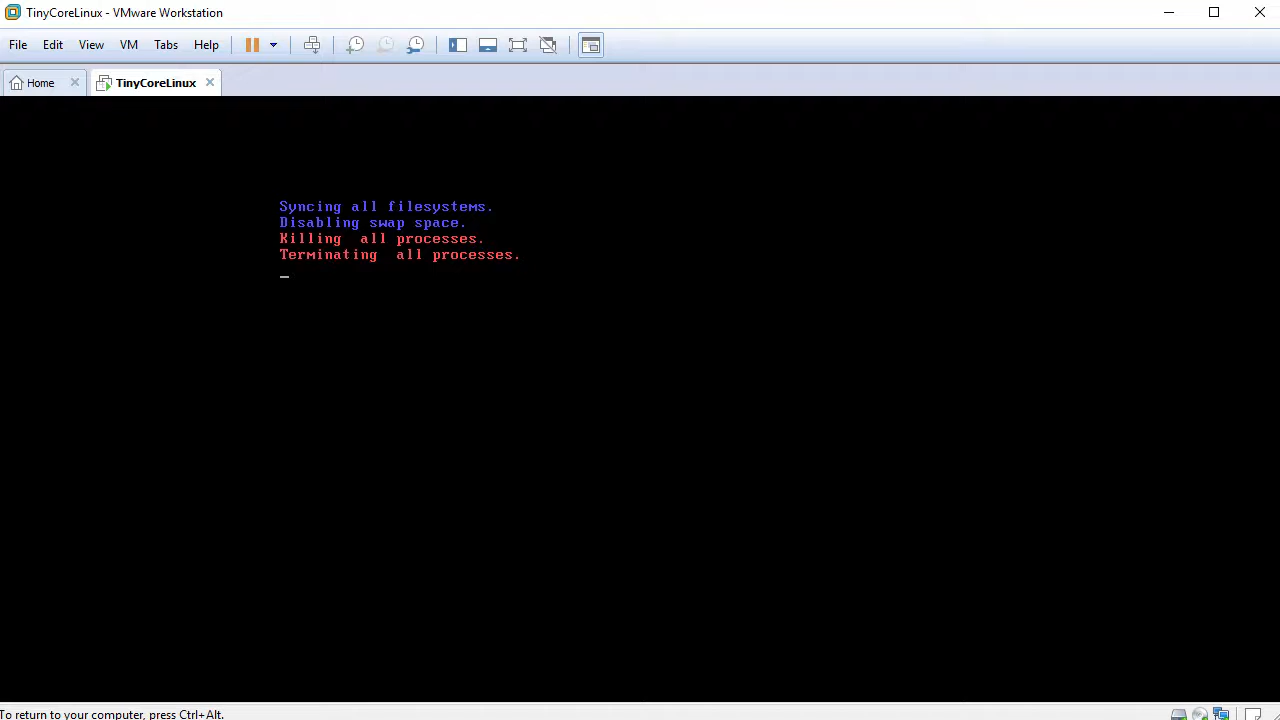 TinyCoreLinux - VMware Workstation
File Edit View VM Tabs Help
Home TinyCoreLinux
Syncing all filesystems.
Disabling swap space.
Killing  all processes.
Terminating  all processes.
To return to your computer, press Ctrl+Alt.